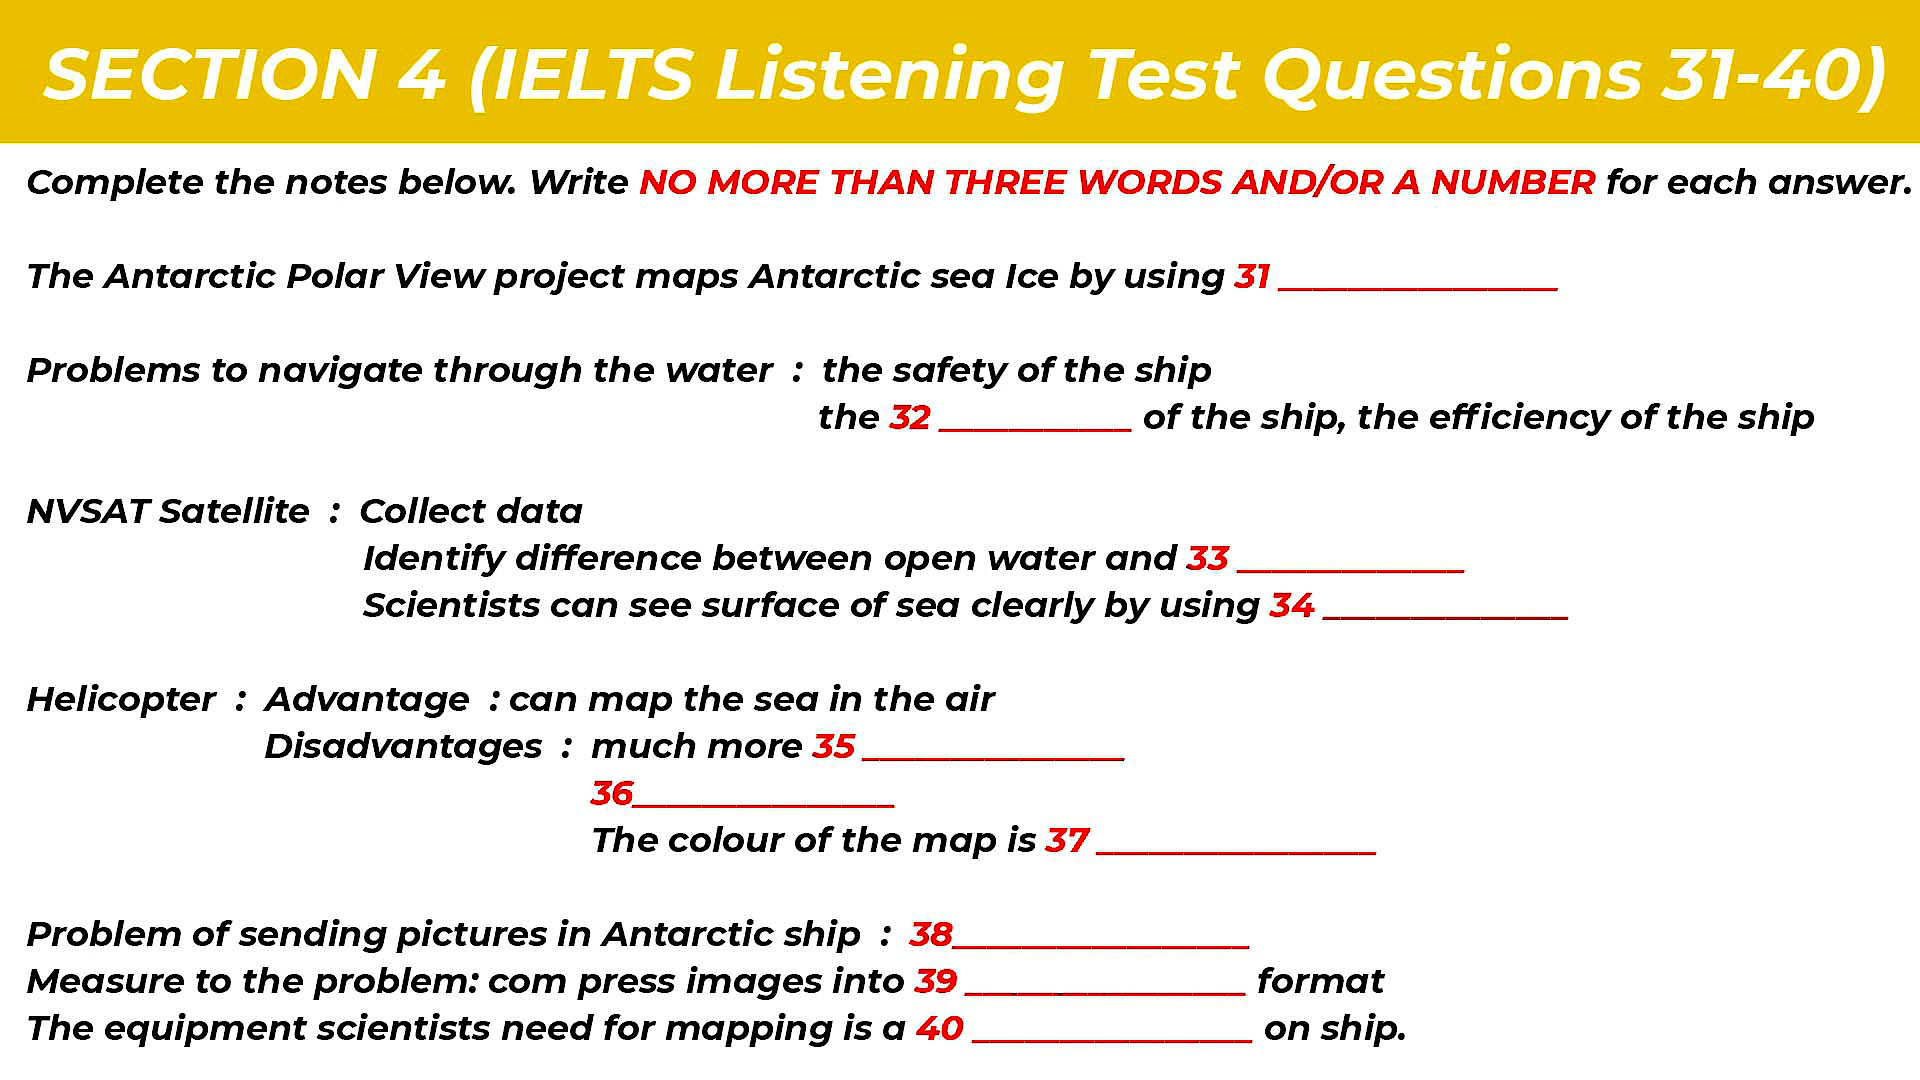 SECTION 4 (IELTS Listening Test Questions 31-40)
Complete the notes below. Write NO MORE THAN THREE WORDS AND/OR A NUMBER for each answer.
The Antarctic Polar View project maps Antarctic sea Ice by using 31 ________________
Problems to navigate through the water : the safety of the ship
the 32 ___________ of the ship, the efficiency of the ship
NVSAT Satellite : Collect data
Identify difference between open water and 33 _____________
Scientists can see surface of sea clearly by using 34 ______________
Helicopter : Advantage : can map the sea in the air
Disadvantages : much more 35 _______________
36_______________
The colour of the map is 37 ________________
Problem of sending pictures in Antarctic ship : 38_________________
Measure to the problem: com press images into 39 ________________ format
The equipment scientists need for mapping is a 40 ________________ on ship.